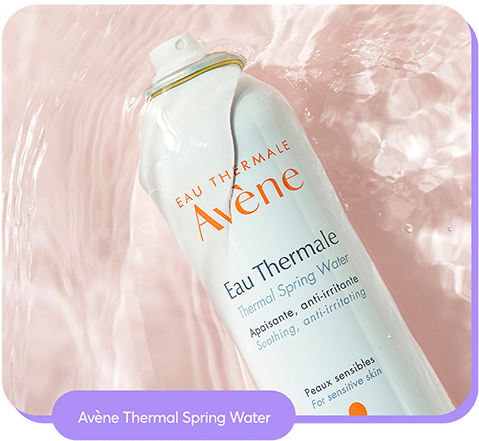 EAU THERMALE
Avène
Eau Thermale
Thermal Spring Water
Apaisante, anti-irritante
Soothing, anti-irritating
Peaux sensibles
For sensitive skin
Avène Thermal Spring Water